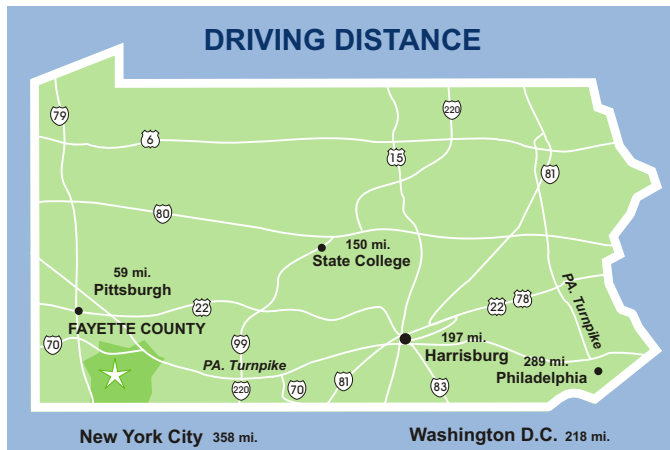 DRIVING DISTANCE
79
220
6
15
81
80
150 mi.
State College
59 mi.
Pittsburgh
22
22
78
PA. Turnpike
FAYETTE COUNTY
70
99
PA. Turnpike
197 mi.
Harrisburg
289 mi.
Philadelphia
220
70
81
83
New York City 358 mi.
Washington D.C. 218 mi.